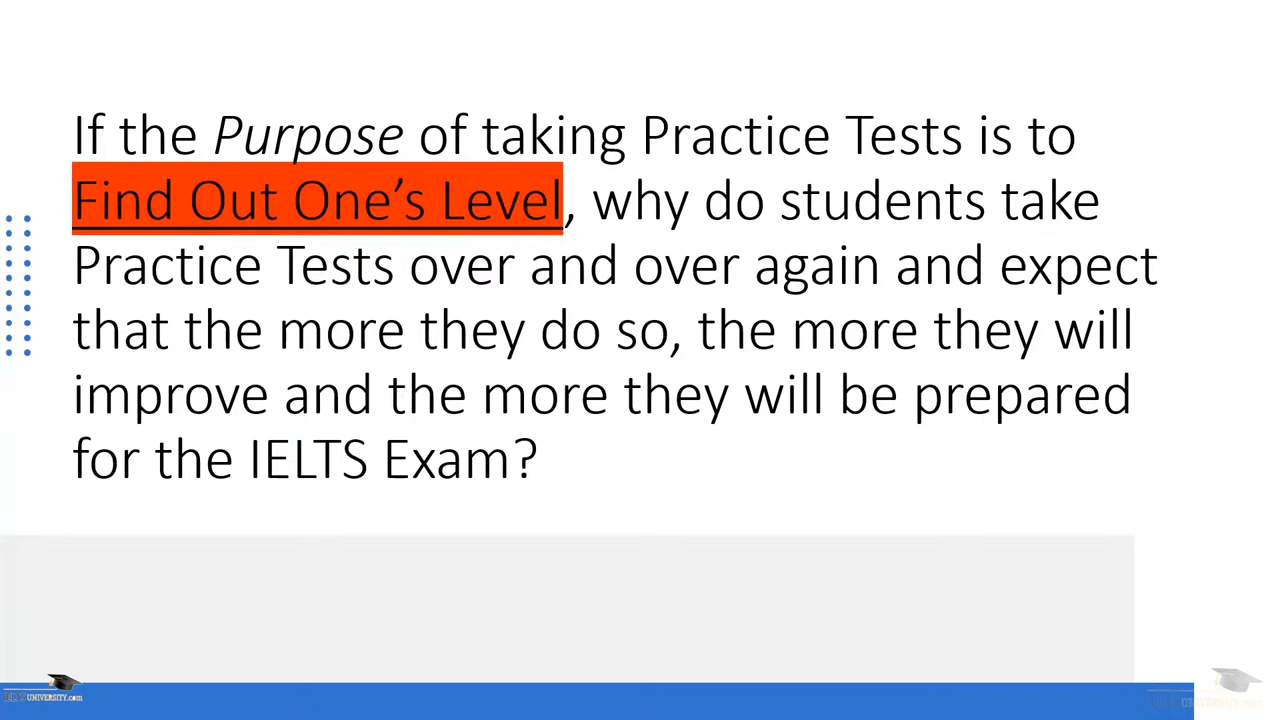 If the Purpose of taking Practice Tests is to
Find Out One’s Level, why do students take
Practice Tests over and over again and expect
that the more they do so, the more they will
improve and the more they will be prepared
for the IELTS Exam?
IELTSUNIVERSITY.com